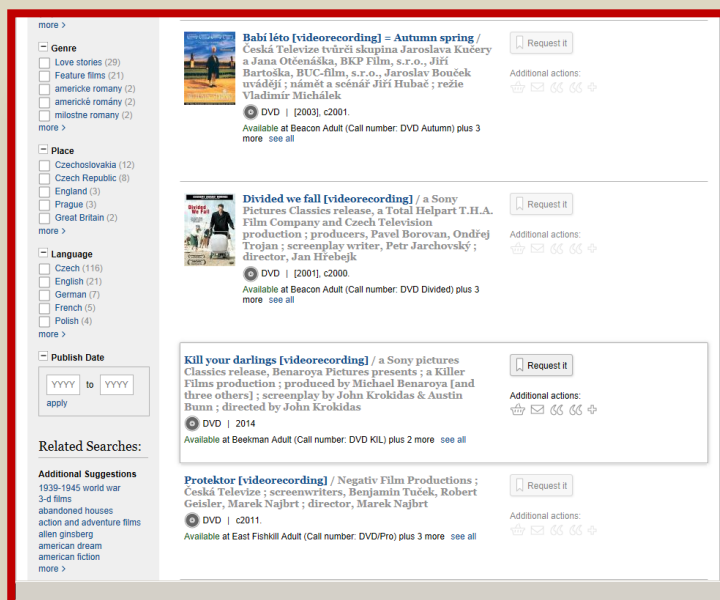 more >
Genre
Love stories (29)
Feature films (21)
americke romany (2)
americké romány (2)
milostne romany (2)
more >
Place
Czechoslovakia (12)
Czech Republic (8)
England (3)
Prague (3)
Great Britain (2)
more >
Language
Czech (116)
English (21)
German (7)
French (5)
Polish (4)
more >
Publish Date
YYYY to YYYY
apply
Related Searches:
Additional Suggestions
1939-1945 world war
3-d films
abandoned houses
action and adventure films
allen ginsberg
american dream
american fiction
more >
Babí léto [videorecording] = Autumn spring /
Česká Televize tvůrčí skupina Jaroslava Kučery
a Jana Otčenáška, BKP Film, s.r.o., Jiří
Bartoška, BUC-film, s.r.o., Jaroslav Bouček
uvádějí ; námět a scénář Jiří Hubač ; režie
Vladimír Michálek
DVD | [2003], c2001.
Available at Beacon Adult (Call number: DVD Autumn) plus 3
more see all
Request it
Additional actions:
Divided We Fall
Divided we fall [videorecording] / a Sony
Pictures Classics release, a Total Helpart T.H.A.
Film Company and Czech Television
production ; producers, Pavel Borovan, Ondřej
Trojan ; screenplay writer, Petr Jarchovský ;
director, Jan Hřebejk
DVD | [2001], c2000.
Available at Beacon Adult (Call number: DVD Divided) plus 3
more see all
Request it
Additional actions:
Kill your darlings [videorecording] / a Sony pictures
Classics release, Benaroya Pictures presents ; a Killer
Films production ; produced by Michael Benaroya [and
three others] ; screenplay by John Krokidas & Austin
Bunn ; directed by John Krokidas
DVD | 2014
Available at Beekman Adult (Call number: DVD KIL) plus 2 more see all
Request it
Additional actions:
Protektor [videorecording] / Negativ Film Productions ;
Česká Televize ; screenwriters, Benjamin Tuček, Robert
Geisler, Marek Najbrt ; director, Marek Najbrt
DVD | c2011.
Available at East Fishkill Adult (Call number: DVD/Pro) plus 3 more see all
Request it
Additional actions: